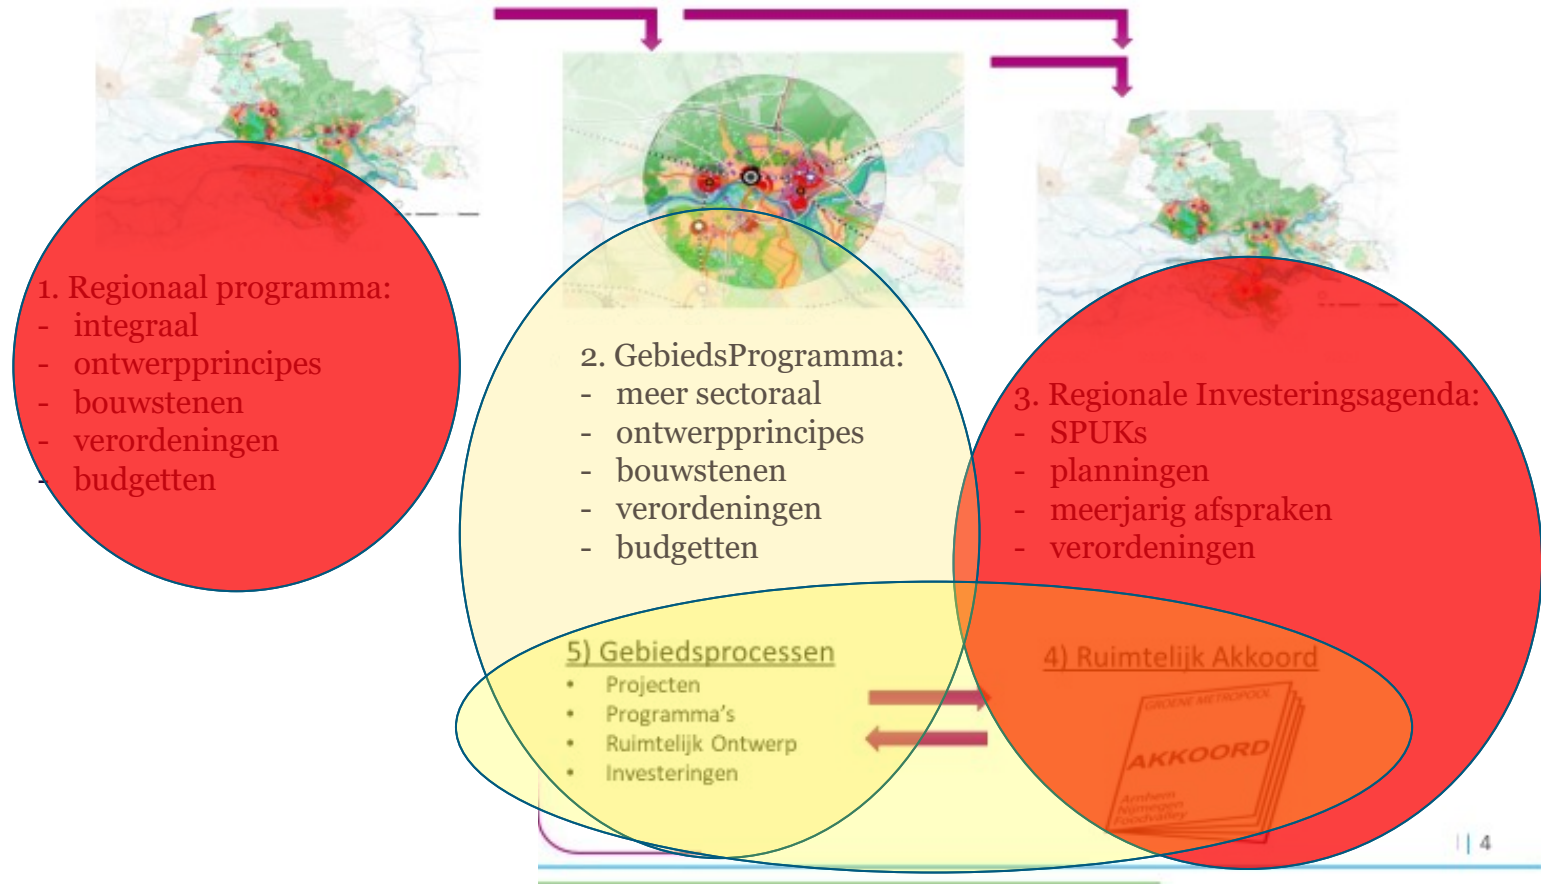 1. Regionaal programma:
- integraal
- ontwerpprincipes
- bouwstenen
- verordeningen
- budgetten
2. GebiedsProgramma:
- meer sectoraal
- ontwerpprincipes
- bouwstenen
- verordeningen
- budgetten
3. Regionale Investeringsagenda:
- SPUKs
- planningen
- meerjarig afspraken
- verordeningen
5) Gebiedsprocessen
• Projecten
• Programma's
• Ruimtelijk Ontwerp
• Investeringen
4) Ruimtelijk Akkoord
GROENE METROPOOL
AKKOORD
Arnhem
Nijmegen
Foodvalley
| | 4